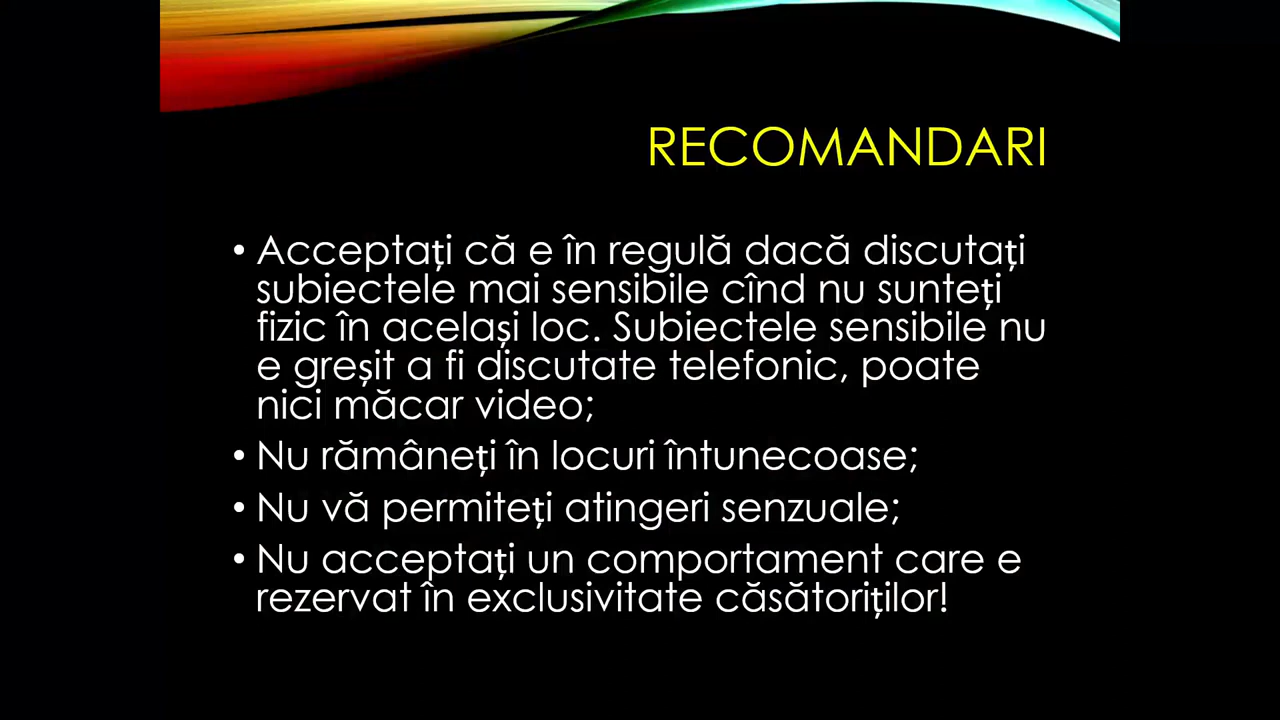 RECOMANDARI
• Acceptați că e în regulă dacă discutați
subiectele mai sensibile cînd nu sunteți
fizic în același loc. Subiectele sensibile nu
e greșit a fi discutate telefonic, poate
nici măcar video;
• Nu rămâneți în locuri întunecoase;
• Nu vă permiteți atingeri senzuale;
• Nu acceptați un comportament care e
rezervat în exclusivitate căsătoriților!